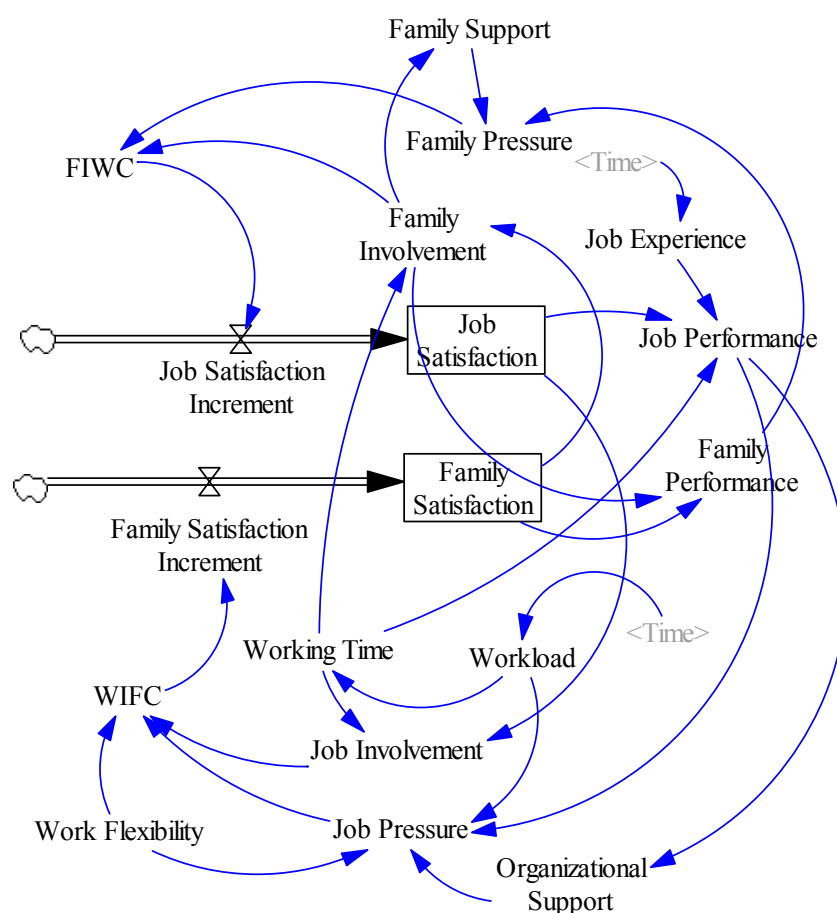 Family Support
Family Pressure
FIWC
<Time>
Family
Involvement
Job Experience
Job
Satisfaction
Job Performance
Job Satisfaction
Increment
Family
Performance
Family
Satisfaction
Family Satisfaction
Increment
<Time>
Working Time
Workload
WIFC
Job Involvement
Work Flexibility
Job Pressure
Organizational
Support